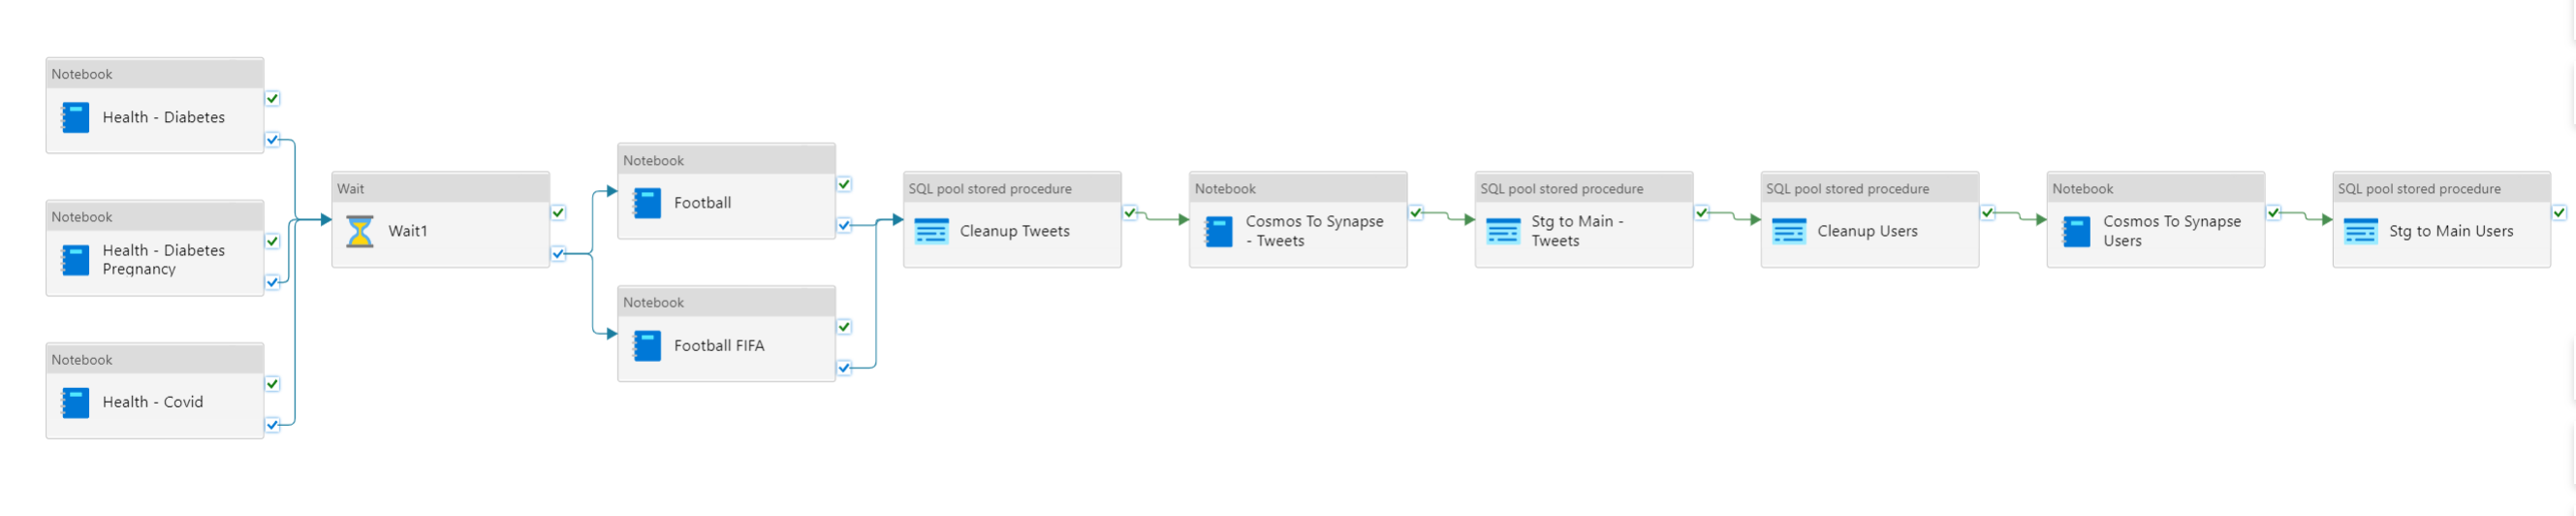 Notebook
Health - Diabetes
Notebook
Health - Diabetes
Pregnancy
Notebook
Health - Covid
Wait
Wait1
Notebook
Football
Notebook
Football FIFA
SQL pool stored procedure
Cleanup Tweets
Notebook
Cosmos To Synapse
- Tweets
SQL pool stored procedure
Stg to Main -
Tweets
SQL pool stored procedure
Cleanup Users
Notebook
Cosmos To Synapse
Users
SQL pool stored procedure
Stg to Main Users